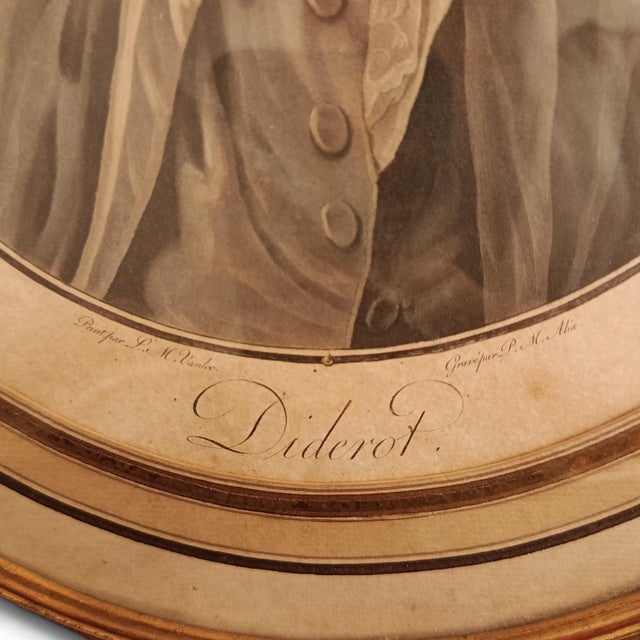 Peint par L. M. Vanloo.
Gravé par P. M. Alix
Diderot.